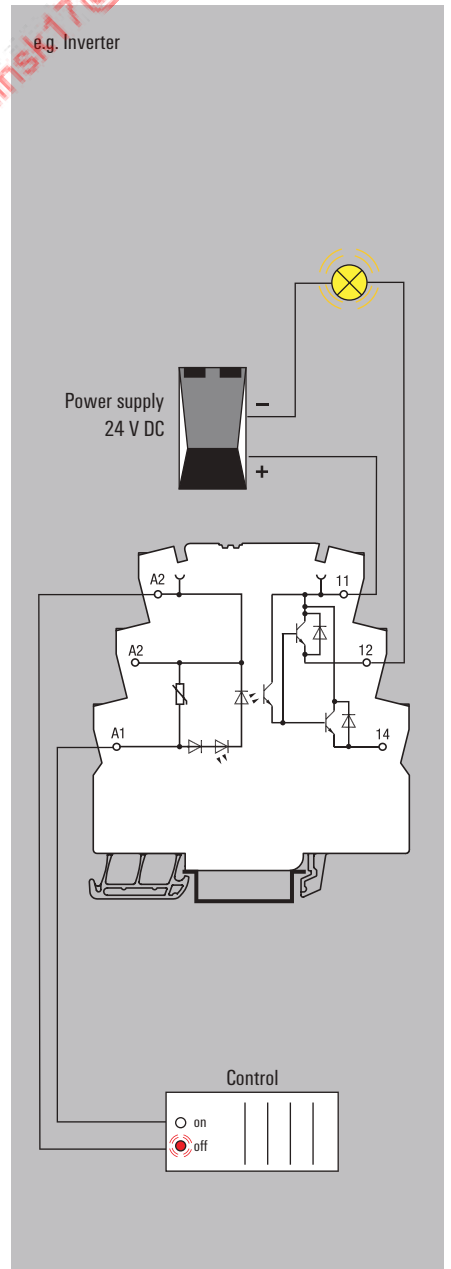 e.g. Inverter
Power supply
24 V DC
−
+
A2
11
A2
12
A1
14
Control
on
off